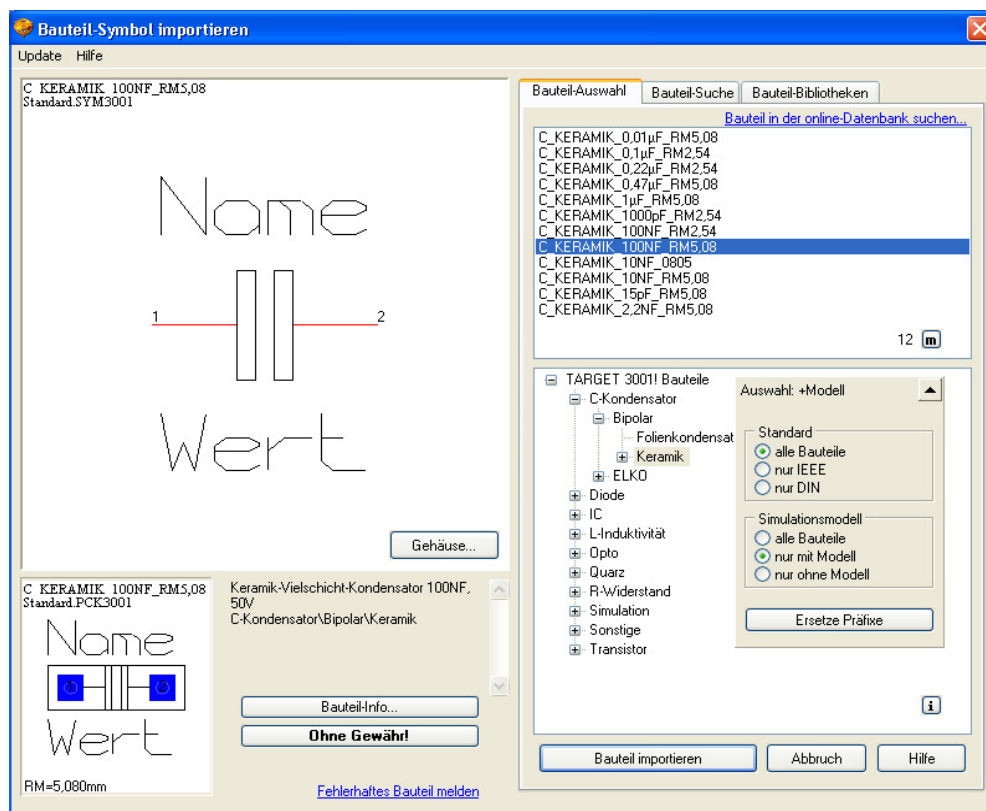 Bauteil-Symbol importieren
Update Hilfe
C_KERAMIK_100NF_RM5,08
Standard.SYM3001
Name
1 2
Wert
Gehäuse...
C_KERAMIK_100NF_RM5,08
Standard.PCK3001
Name
1 2
Wert
RM=5,080mm
Keramik-Vielschicht-Kondensator 100NF,
50V
C-Kondensator\Bipolar\Keramik
Bauteil-Info...
Ohne Gewähr!
Fehlerhaftes Bauteil melden
Bauteil-Auswahl Bauteil-Suche Bauteil-Bibliotheken
Bauteil in der online-Datenbank suchen...
C_KERAMIK_0,01µF_RM5,08
C_KERAMIK_0,1µF_RM2,54
C_KERAMIK_0,22µF_RM2,54
C_KERAMIK_0,47µF_RM5,08
C_KERAMIK_1µF_RM5,08
C_KERAMIK_1000pF_RM2,54
C_KERAMIK_100NF_RM2,54
C_KERAMIK_100NF_RM5,08
C_KERAMIK_10NF_0805
C_KERAMIK_10NF_RM5,08
C_KERAMIK_15pF_RM5,08
C_KERAMIK_2,2NF_RM5,08
12 m
TARGET 3001! Bauteile
C-Kondensator
Bipolar
Folienkondensat
Keramik
ELKO
Diode
IC
L-Induktivität
Opto
Quarz
R-Widerstand
Simulation
Sonstige
Transistor
Auswahl: +Modell
Standard
alle Bauteile
nur IEEE
nur DIN
Simulationsmodell
alle Bauteile
nur mit Modell
nur ohne Modell
Ersetze Präfixe
i
Bauteil importieren Abbruch Hilfe